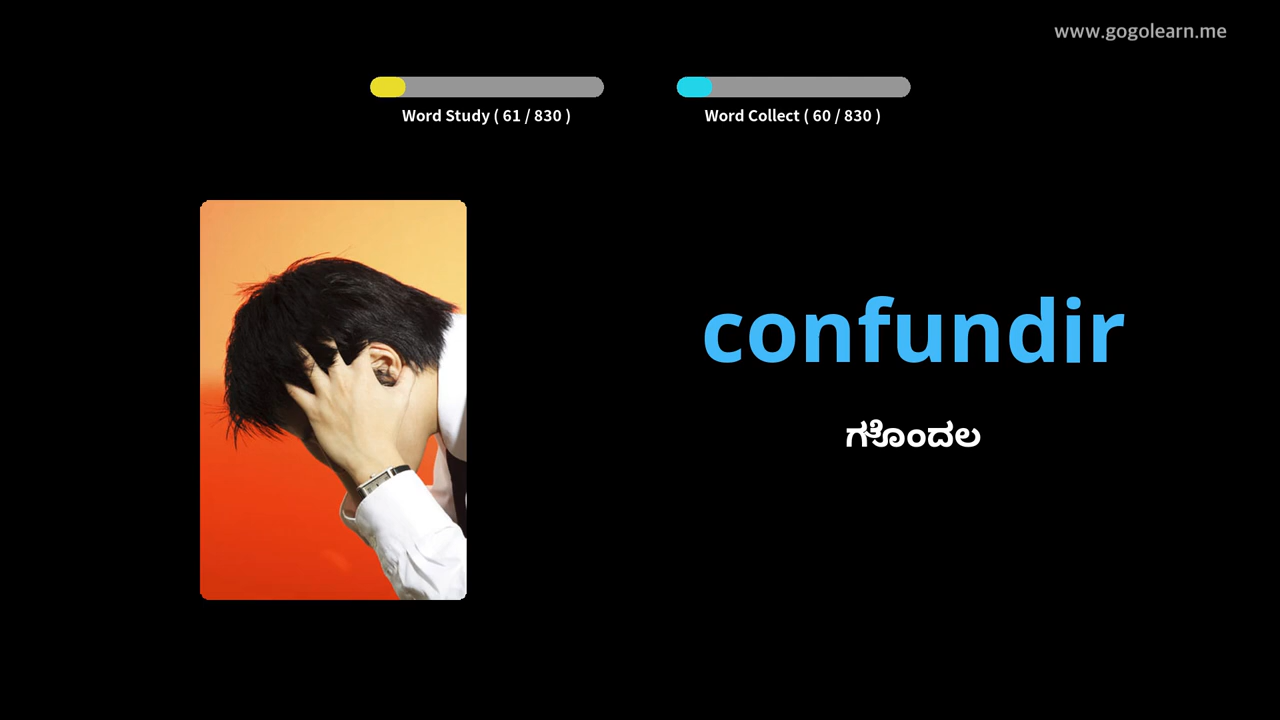 www.gogolearn.me
Word Study ( 61 / 830 )
Word Collect ( 60 / 830 )
confundir
ಗೊಂದಲ